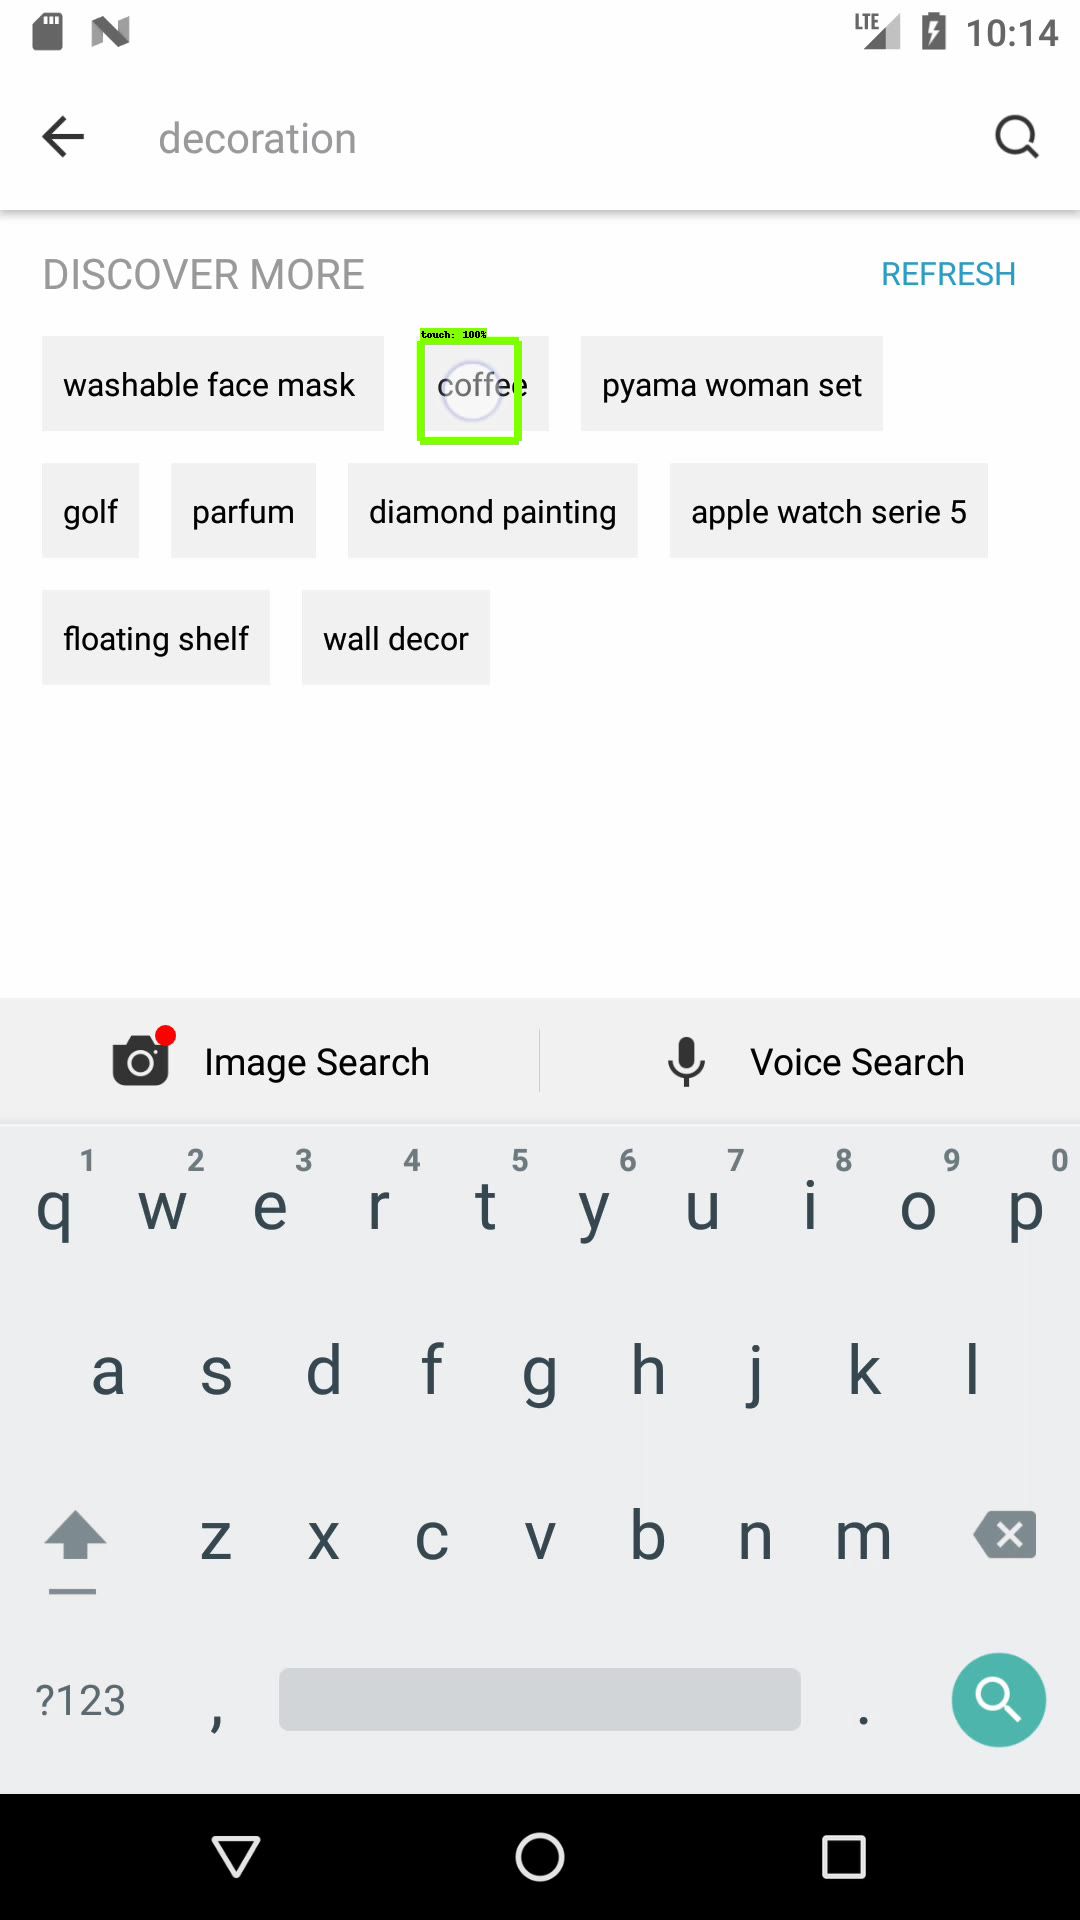 LTE 10:14
decoration
DISCOVER MORE REFRESH
touch: 100%
washable face mask coffee pyama woman set
golf parfum diamond painting apple watch serie 5
floating shelf wall decor
Image Search Voice Search
1 2 3 4 5 6 7 8 9 0
q w e r t y u i o p
a s d f g h j k l
z x c v b n m
?123 , .